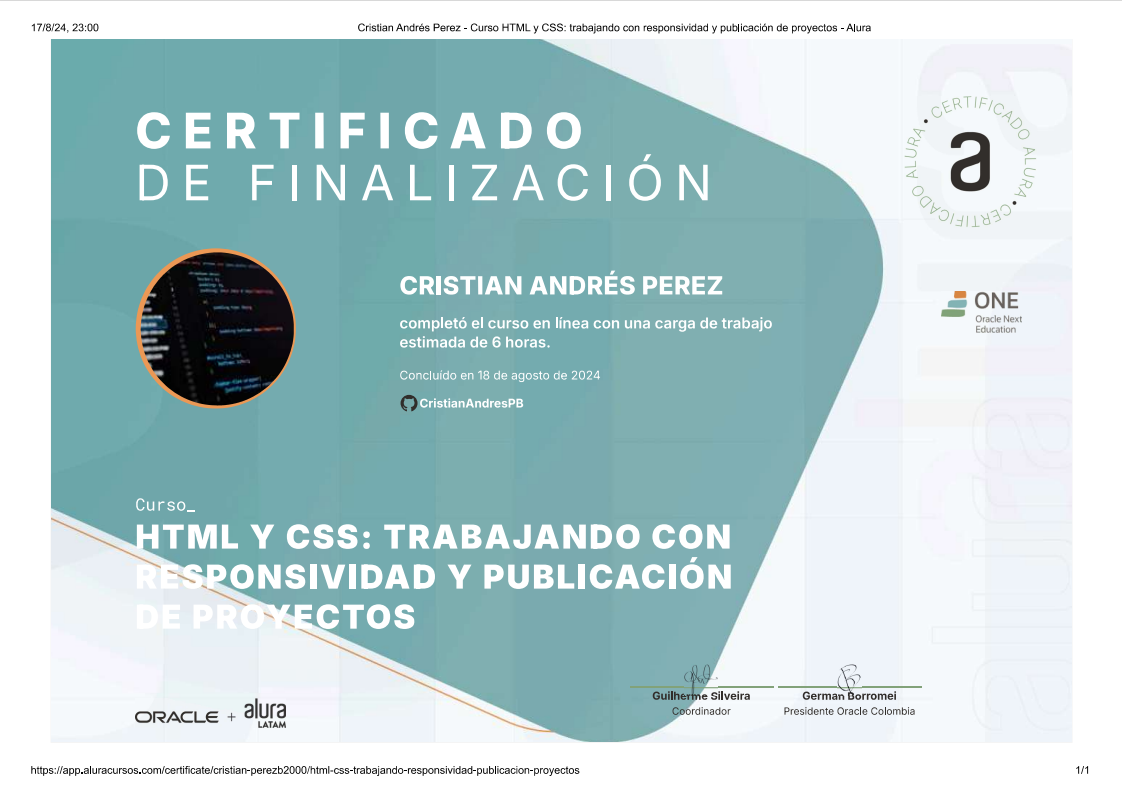 17/8/24, 23:00
Cristian Andrés Perez - Curso HTML y CSS: trabajando con responsividad y publicación de proyectos - Alura
CERTIFICADO
DE FINALIZACIÓN
CERTIFICADO ALURA • CERTIFICADO ALURA •
a
CRISTIAN ANDRÉS PEREZ
completó el curso en línea con una carga de trabajo
estimada de 6 horas.
Concluído en 18 de agosto de 2024
CristianAndresPB
ONE
Oracle Next
Education
Curso_
HTML Y CSS: TRABAJANDO CON
RESPONSIVIDAD Y PUBLICACIÓN
DE PROYECTOS
Guilherme Silveira
Coordinador
German Borromei
Presidente Oracle Colombia
ORACLE + alura
LATAM
https://app.aluracursos.com/certificate/cristian-perezb2000/html-css-trabajando-responsividad-publicacion-proyectos
1/1